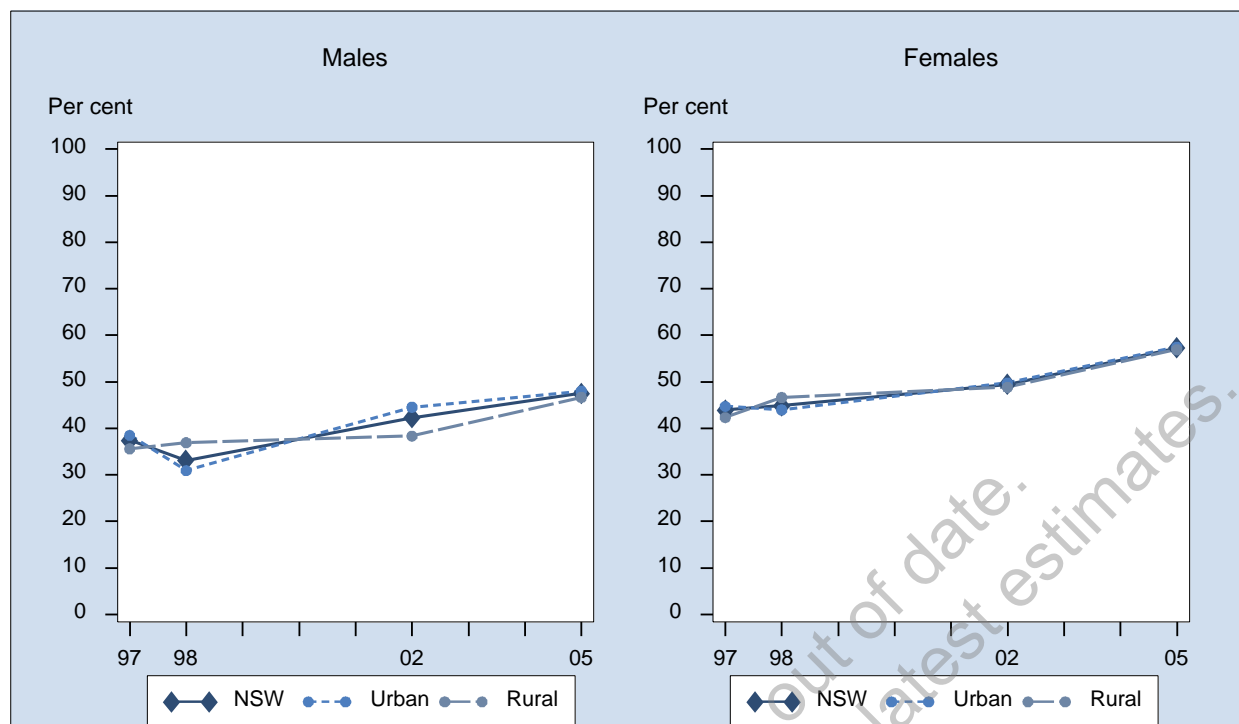 Males
Per cent
100
90
80
70
60
50
40
30
20
10
0
97 98 02 05
NSW Urban Rural
Females
Per cent
100
90
80
70
60
50
40
30
20
10
0
97 98 02 05
NSW Urban Rural
out of date.
latest estimates.